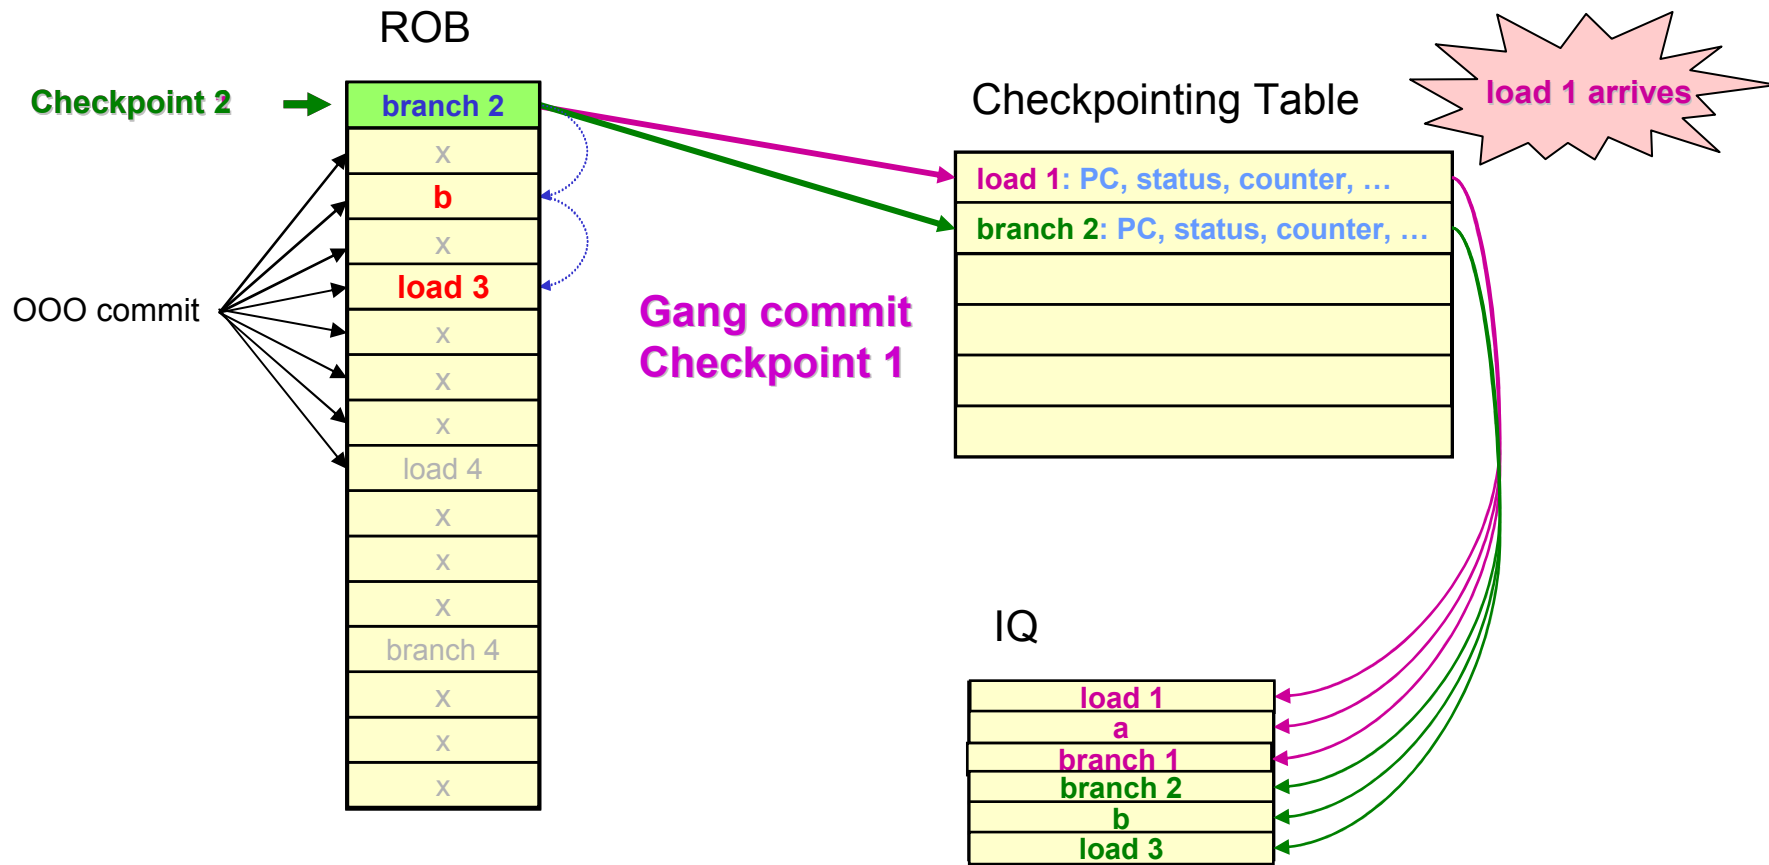 ROB
Checkpoint 2
branch 2
x
b
x
load 3
x
x
x
load 4
x
x
x
branch 4
x
x
x
OOO commit
Gang commit
Checkpoint 1
Checkpointing Table
load 1: PC, status, counter, …
branch 2: PC, status, counter, …
load 1 arrives
IQ
load 1
a
branch 1
branch 2
b
load 3